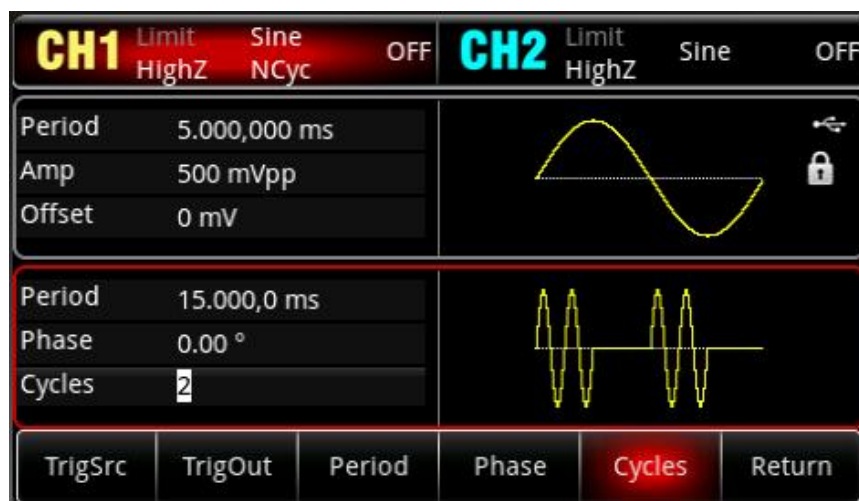 CH1 Limit Sine OFF CH2 Limit Sine OFF
HighZ NCyc HighZ
Period 5.000,000 ms
Amp 500 mVpp
Offset 0 mV
Period 15.000,0 ms
Phase 0.00 °
Cycles 2
TrigSrc TrigOut Period Phase Cycles Return